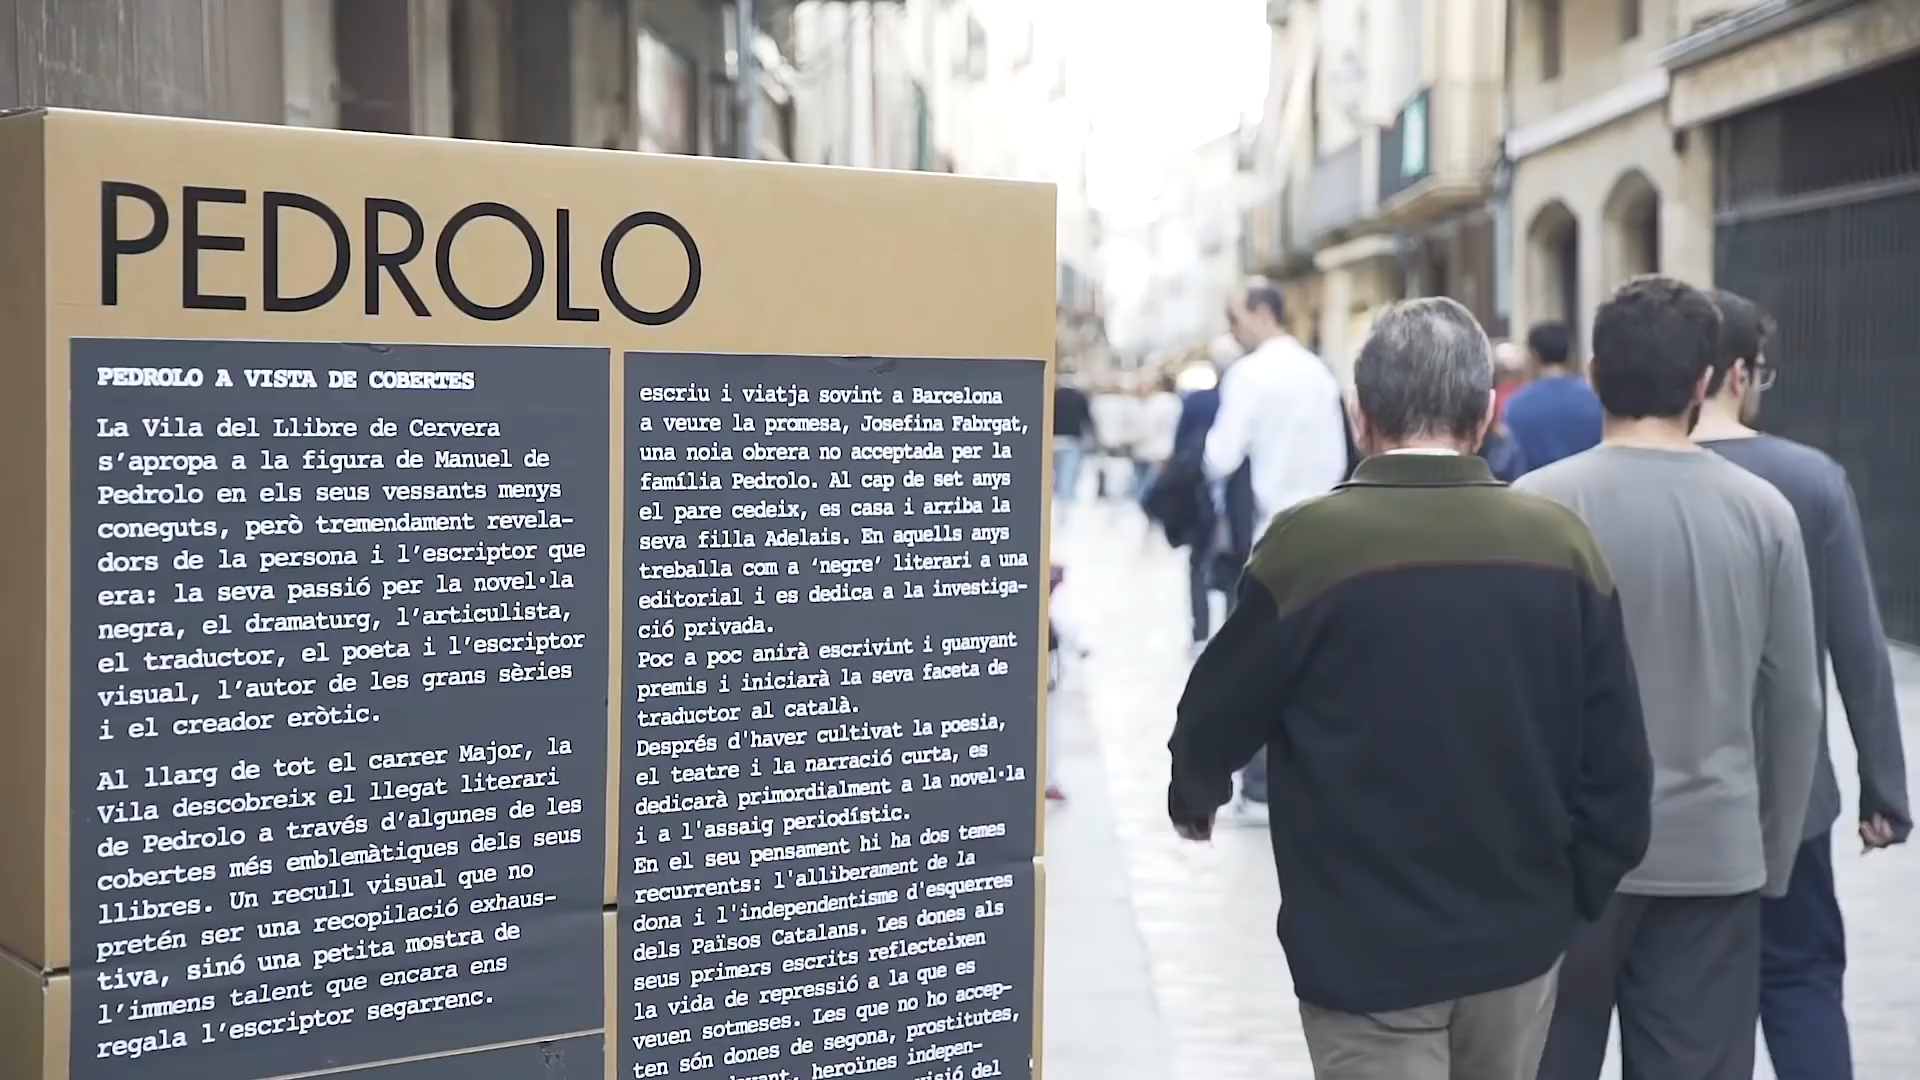 PEDROLO
PEDROLO A VISTA DE COBERTES
La Vila del Llibre de Cervera
s’apropa a la figura de Manuel de
Pedrolo en els seus vessants menys
coneguts, però tremendament revela-
dors de la persona i l’escriptor que
era: la seva passió per la novel·la
negra, el dramaturg, l’articulista,
el traductor, el poeta i l’escriptor
visual, l’autor de les grans sèries
i el creador eròtic.
Al llarg de tot el carrer Major, la
Vila descobreix el llegat literari
de Pedrolo a través d’algunes de les
cobertes més emblemàtiques dels seus
llibres. Un recull visual que no
pretén ser una recopilació exhaus-
tiva, sinó una petita mostra de
l’immens talent que encara ens
regala l’escriptor segarrenc.
escriu i viatja sovint a Barcelona
a veure la promesa, Josefina Fabrgat,
una noia obrera no acceptada per la
família Pedrolo. Al cap de set anys
el pare cedeix, es casa i arriba la
seva filla Adelais. En aquells anys
treballa com a ‘negre’ literari a una
editorial i es dedica a la investiga-
ció privada.
Poc a poc anirà escrivint i guanyant
premis i iniciarà la seva faceta de
traductor al català.
Després d'haver cultivat la poesia,
el teatre i la narració curta, es
dedicarà primordialment a la novel·la
i a l'assaig periodístic.
En el seu pensament hi ha dos temes
recurrents: l'alliberament de la
dona i l'independentisme d'esquerres
dels Països Catalans. Les dones als
seus primers escrits reflecteixen
la vida de repressió a la que es
veuen sotmeses. Les que no ho accep-
ten són dones de segona, prostitutes,
heroïnes indepen-
del